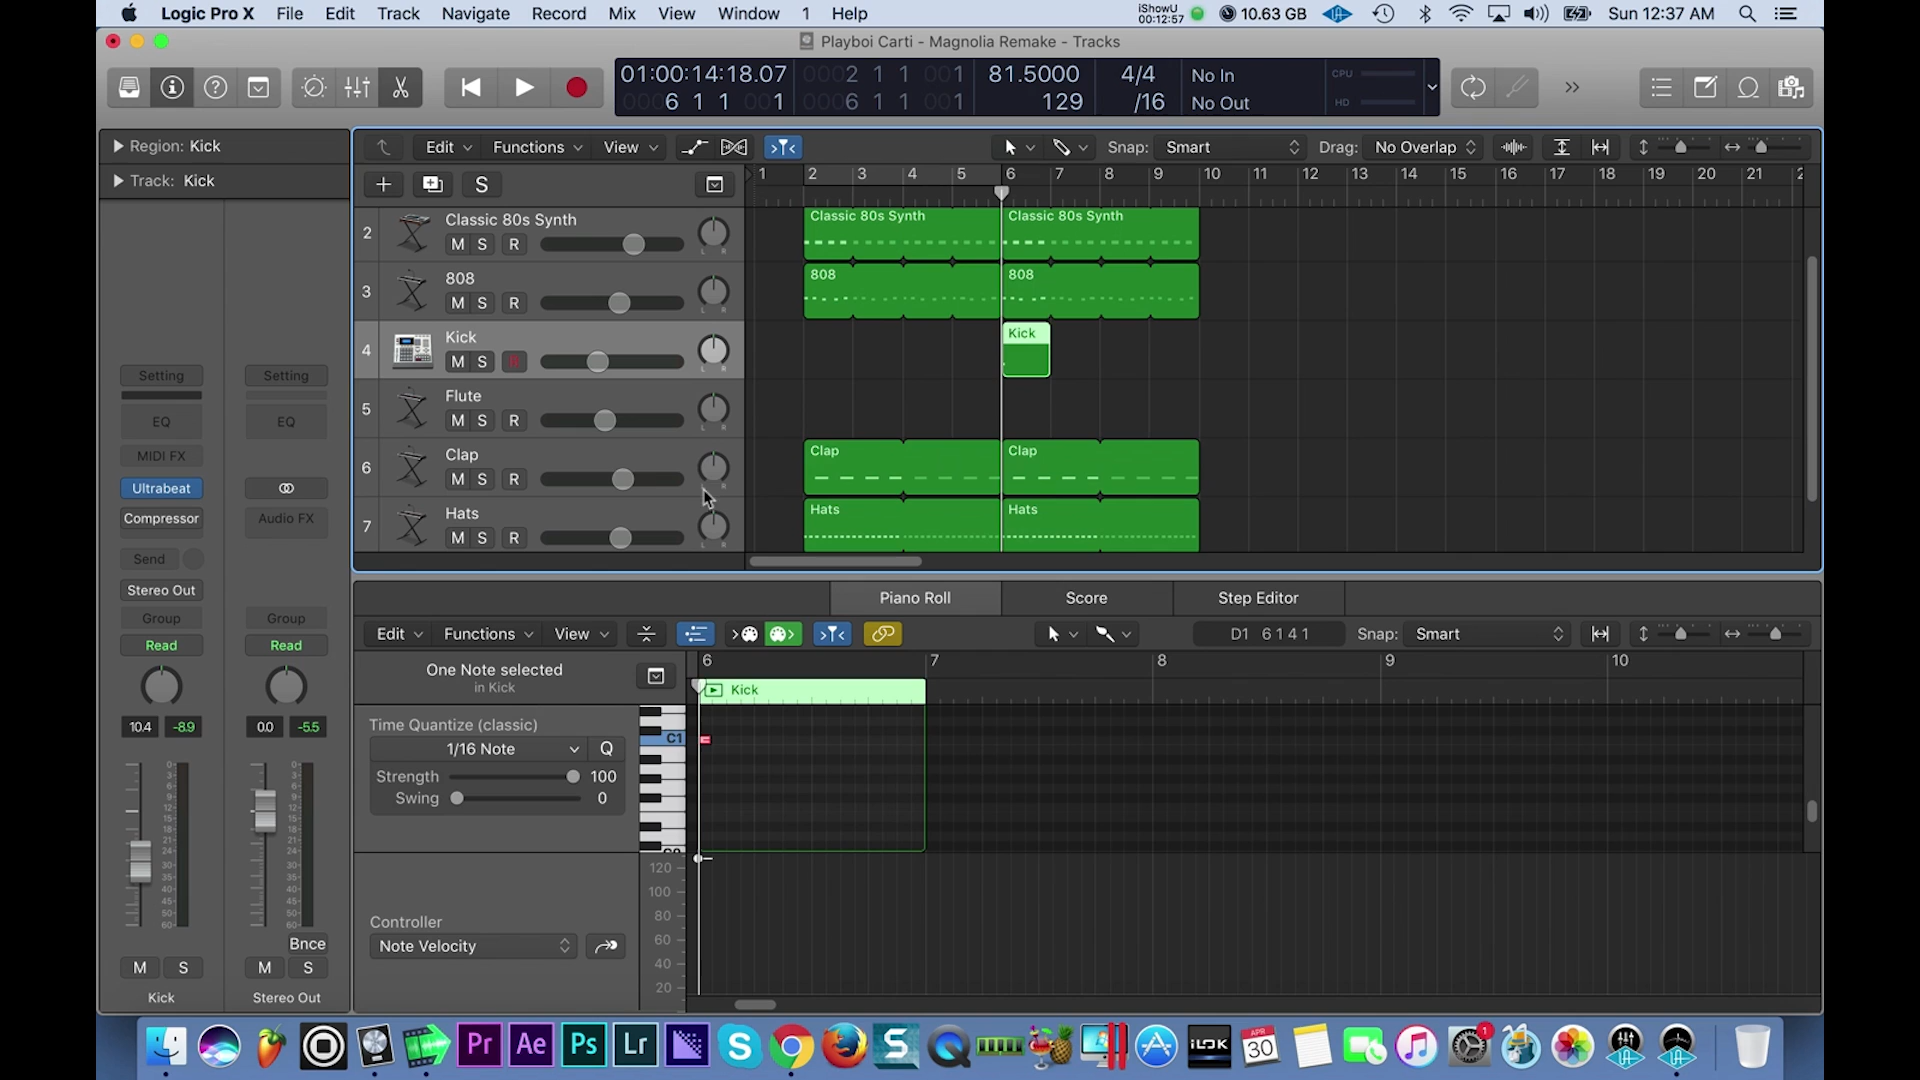 Logic Pro X File Edit Track Navigate Record Mix View Window 1 Help
iShowU 00:12:57 10.63 GB Sun 12:37 AM
Playboi Carti - Magnolia Remake - Tracks
01:00:14:18.07 0002 1 1 001 81.5000 4/4 No In CPU
0006 1 1 001 0006 1 1 001 129 /16 No Out HD
Region: Kick
Track: Kick
Edit Functions View Snap: Smart Drag: No Overlap
S
1 2 3 4 5 6 7 8 9 10 11 12 13 14 15 16 17 18 19 20 21
2 Classic 80s Synth
M S R
Classic 80s Synth Classic 80s Synth
3 808
M S R
808 808
4 Kick
M S R
Kick
5 Flute
M S R
6 Clap
M S R
Clap Clap
7 Hats
M S R
Hats Hats
Setting Setting
EQ EQ
MIDI FX
Ultrabeat
Compressor Audio FX
Send
Stereo Out
Group Group
Read Read
10.4 -8.9 0.0 -5.5
Bnce
M S M S
Kick Stereo Out
Piano Roll Score Step Editor
Edit Functions View D1 6 1 4 1 Snap: Smart
One Note selected
in Kick
6 7 8 9 10
Kick
Time Quantize (classic)
1/16 Note Q
Strength 100
Swing 0
C1
120
100
80
60
40
20
Controller
Note Velocity
Pr Ae Ps Lr S S iLOK APR 30 1